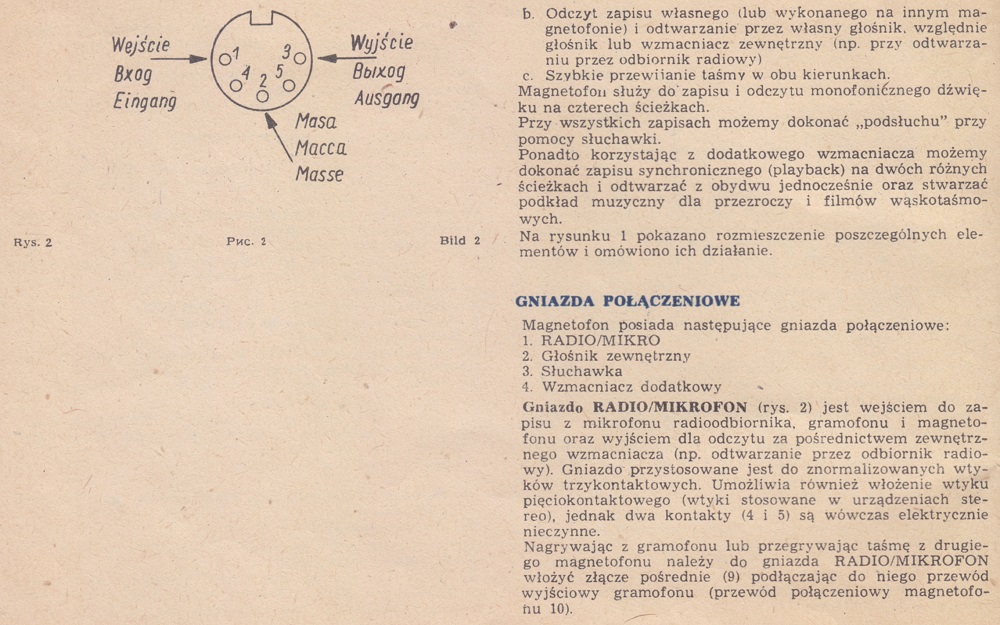 Wejście
Вход
Eingang
1
3
4
2
5
Wyjście
Выход
Ausgang
Masa
Масса
Masse
Rys. 2
Рис. 2
Bild 2
b. Odczyt zapisu własnego (lub wykonanego na innym ma-
gnetofonie) i odtwarzanie przez własny głośnik, względnie
głośnik lub wzmacniacz zewnętrzny (np. przy odtwarza-
niu przez odbiornik radiowy)
c. Szybkie przewijanie taśmy w obu kierunkach.
Magnetofon służy do zapisu i odczytu monofonicznego dźwię-
ku na czterech ścieżkach.
Przy wszystkich zapisach możemy dokonać „podsłuchu” przy
pomocy słuchawki.
Ponadto korzystając z dodatkowego wzmacniacza możemy
dokonać zapisu synchronicznego (playback) na dwóch różnych
ścieżkach i odtwarzać z obydwu jednocześnie oraz stwarzać
podkład muzyczny dla przezroczy i filmów wąskotaśmo-
wych.
Na rysunku 1 pokazano rozmieszczenie poszczególnych ele-
mentów i omówiono ich działanie.
GNIAZDA POŁĄCZENIOWE
Magnetofon posiada następujące gniazda połączeniowe:
1. RADIO/MIKRO
2. Głośnik zewnętrzny
3. Słuchawka
4. Wzmacniacz dodatkowy
Gniazdo RADIO/MIKROFON (rys. 2) jest wejściem do za-
pisu z mikrofonu radioodbiornika, gramofonu i magneto-
fonu oraz wyjściem dla odczytu za pośrednictwem zewnętrz-
nego wzmacniacza (np. odtwarzanie przez odbiornik radio-
wy). Gniazdo przystosowane jest do znormalizowanych wty-
ków trzykontaktowych. Umożliwia również włożenie wtyku
pięciokontaktowego (wtyki stosowane w urządzeniach ste-
reo), jednak dwa kontakty (4 i 5) są wówczas elektrycznie
nieczynne.
Nagrywając z gramofonu lub przegrywając taśmę z drugie-
go magnetofonu należy do gniazda RADIO/MIKROFON
włożyć złącze pośrednie (9) podłączając do niego przewód
wyjściowy gramofonu (przewód połączeniowy magnetofo-
nu 10).